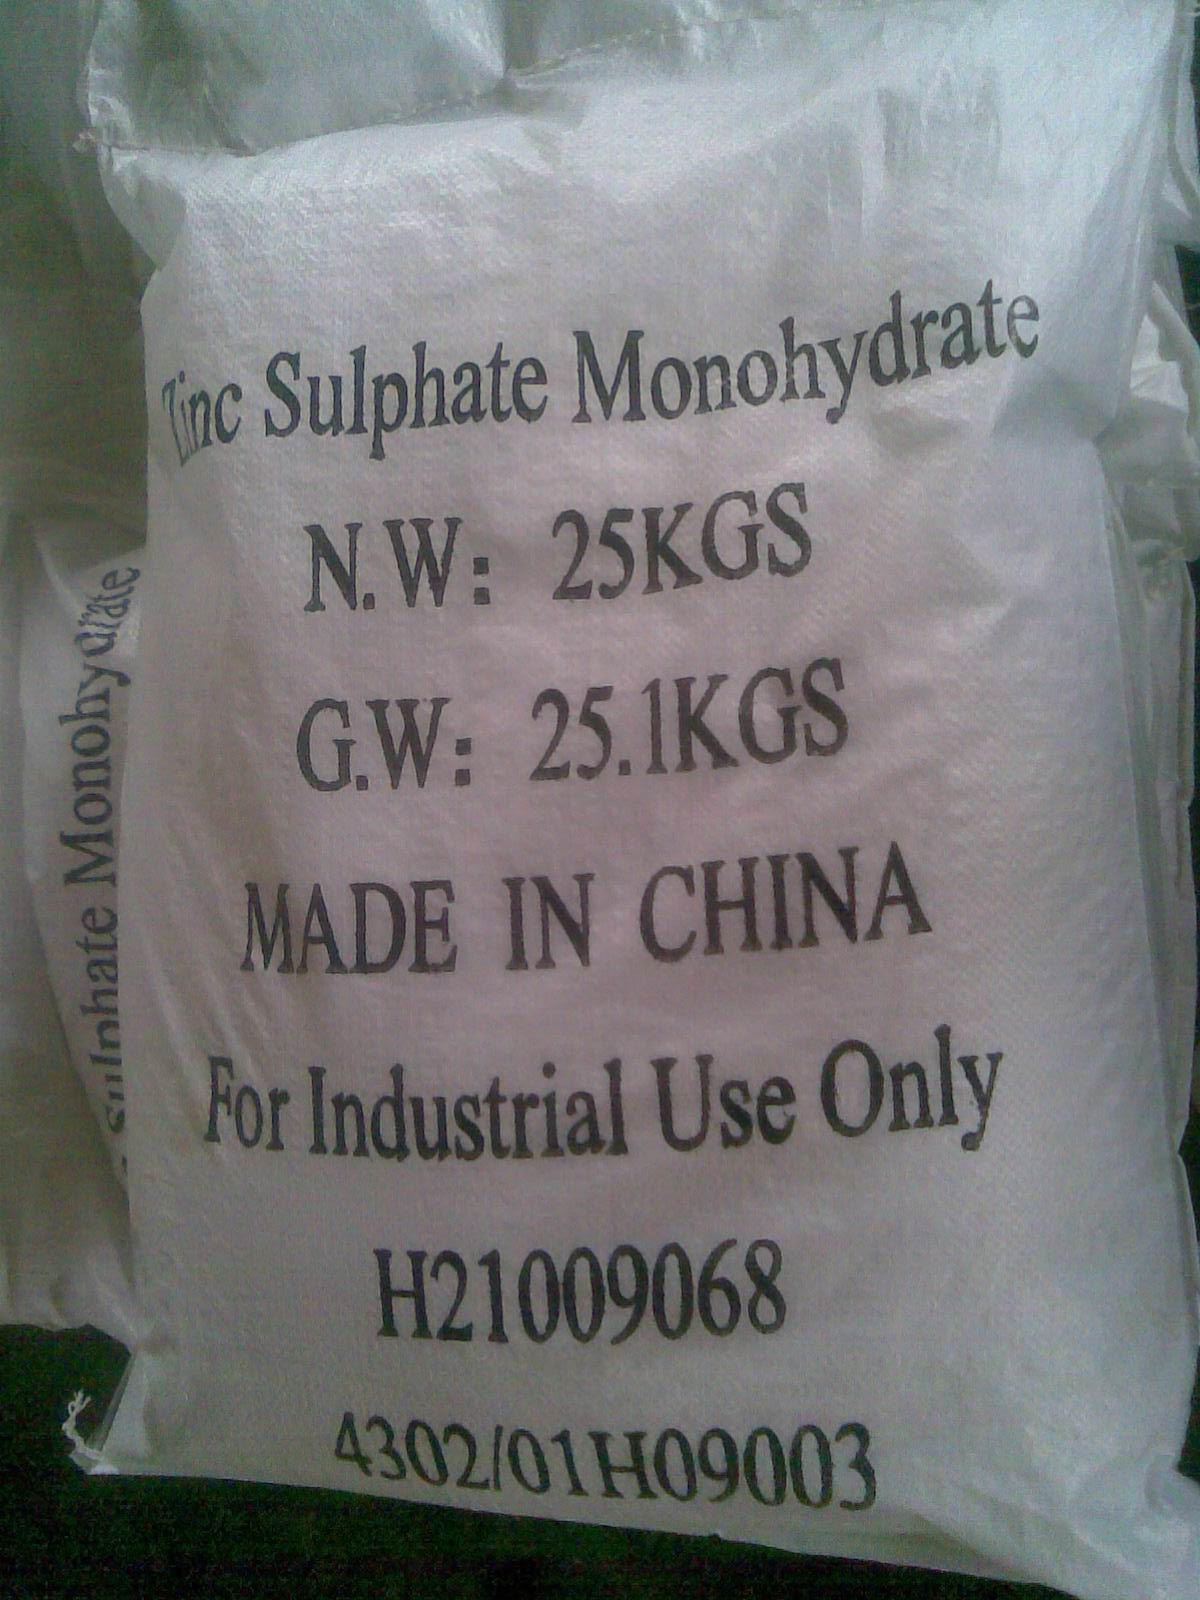 Zinc Sulphate Monohydrate
N.W: 25KGS
G.W: 25.1KGS
MADE IN CHINA
For Industrial Use Only
H21009068
4302/01H09003
Sulphate Monohydrate